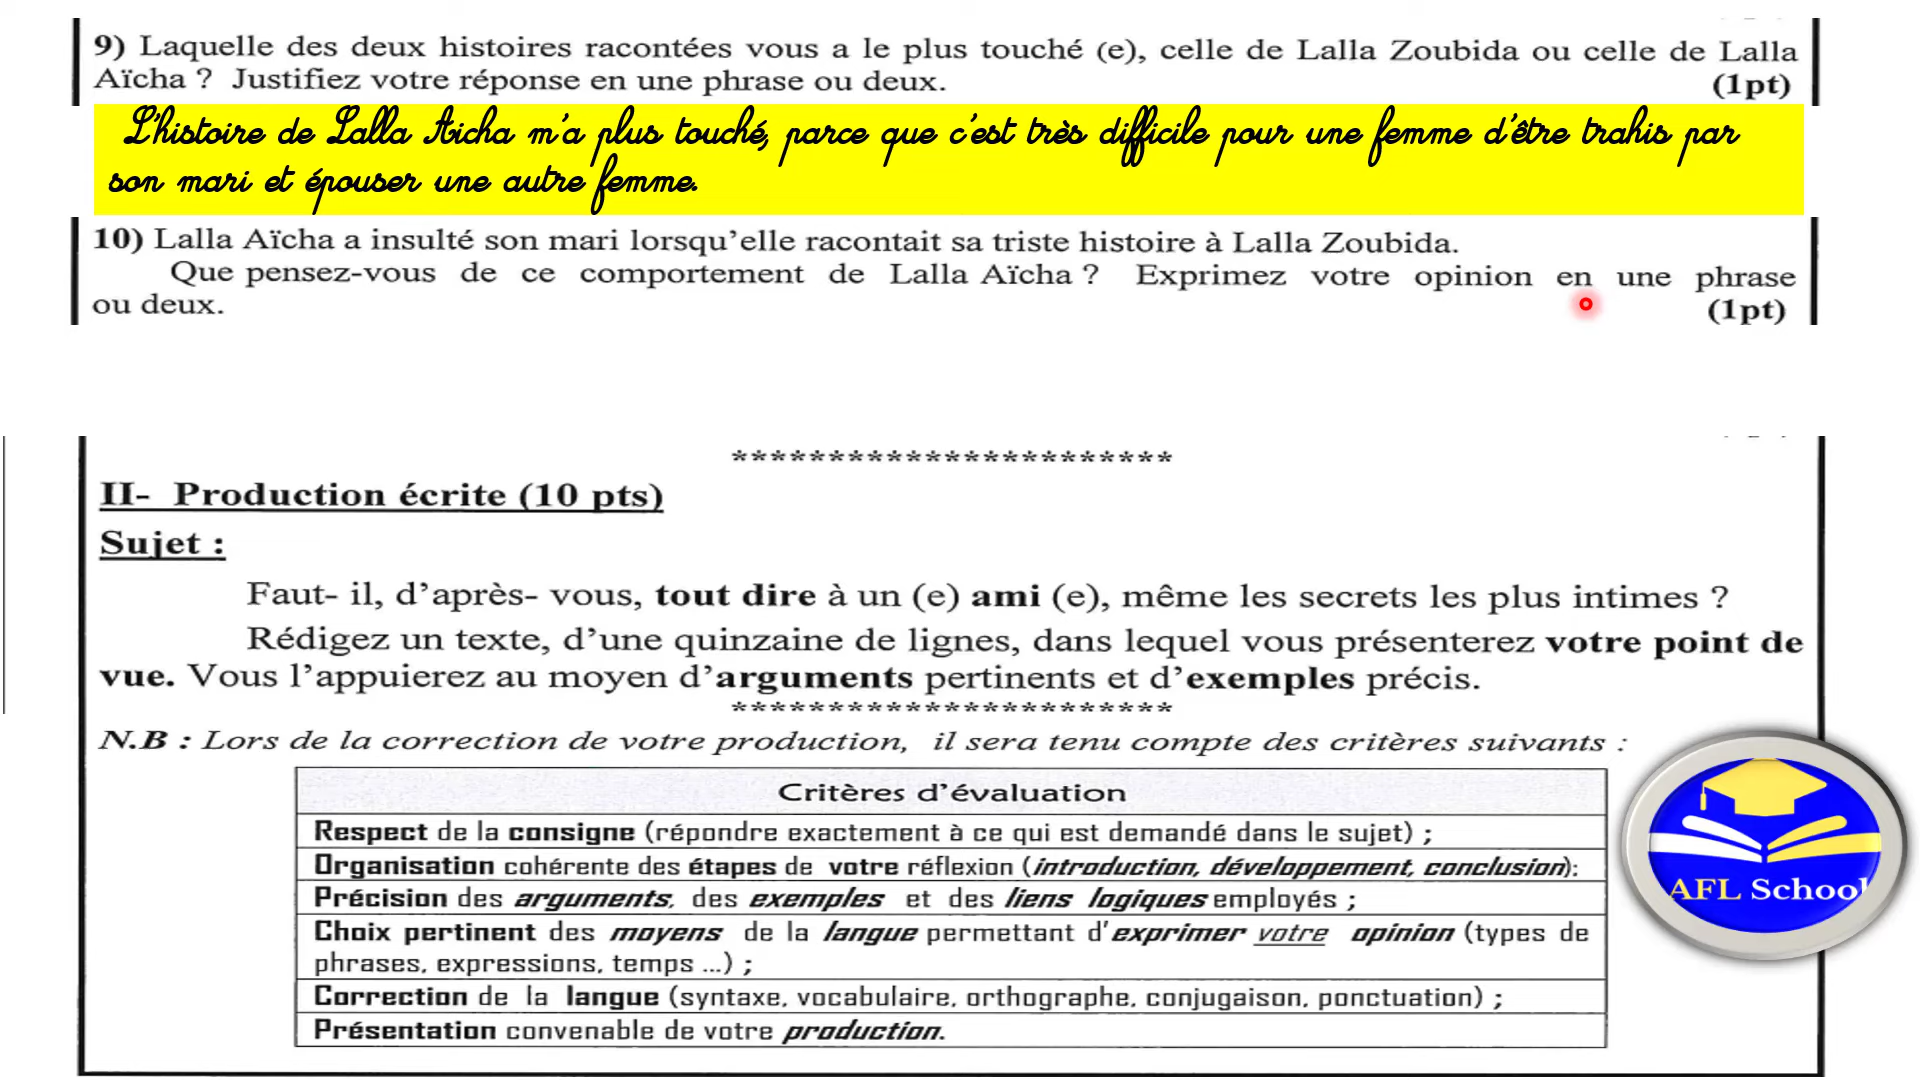 9) Laquelle des deux histoires racontées vous a le plus touché (e), celle de Lalla Zoubida ou celle de Lalla
Aïcha ? Justifiez votre réponse en une phrase ou deux. (1pt)
L'histoire de Lalla Aicha m'a plus touché, parce que c'est très difficile pour une femme d'être trahis par
son mari et épouser une autre femme.
10) Lalla Aïcha a insulté son mari lorsqu'elle racontait sa triste histoire à Lalla Zoubida.
Que pensez-vous de ce comportement de Lalla Aïcha ? Exprimez votre opinion en une phrase
ou deux. (1pt)
************************
II- Production écrite (10 pts)
Sujet :
Faut- il, d'après- vous, tout dire à un (e) ami (e), même les secrets les plus intimes ?
Rédigez un texte, d'une quinzaine de lignes, dans lequel vous présenterez votre point de
vue. Vous l'appuierez au moyen d'arguments pertinents et d'exemples précis.
************************
N.B : Lors de la correction de votre production, il sera tenu compte des critères suivants :
Critères d'évaluation
Respect de la consigne (répondre exactement à ce qui est demandé dans le sujet) ;
Organisation cohérente des étapes de votre réflexion (introduction, développement, conclusion):
Précision des arguments, des exemples et des liens logiques employés ;
Choix pertinent des moyens de la langue permettant d'exprimer votre opinion (types de
phrases, expressions, temps ...) ;
Correction de la langue (syntaxe, vocabulaire, orthographe, conjugaison, ponctuation) ;
Présentation convenable de votre production.
AFL School